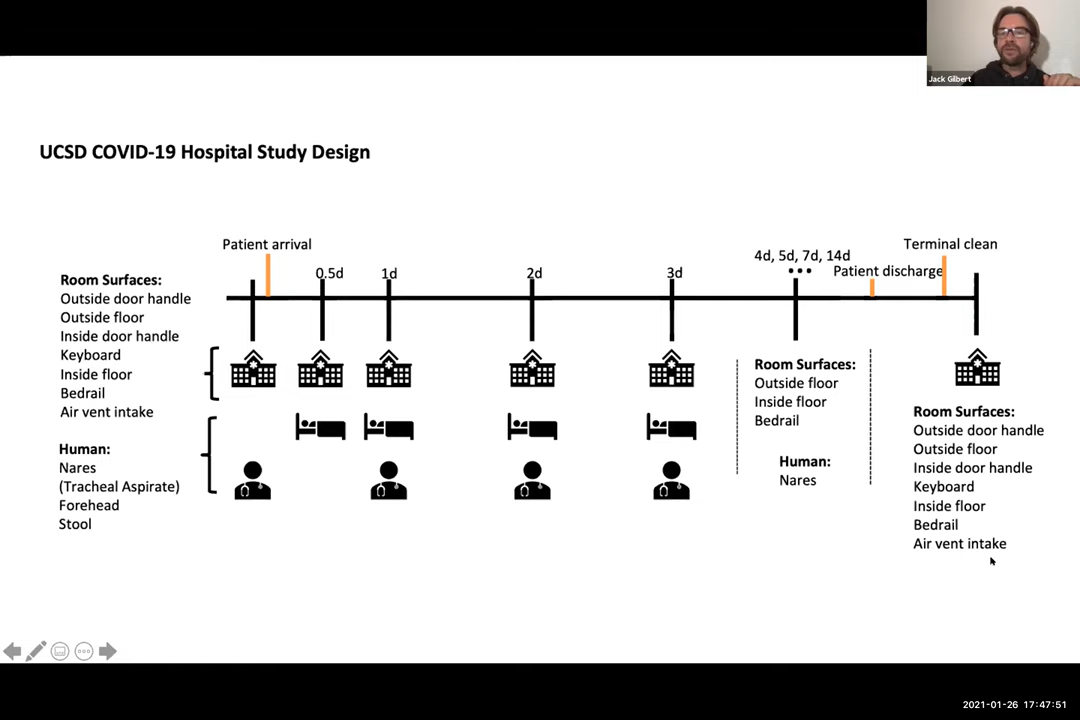 Jack Gilbert
UCSD COVID-19 Hospital Study Design
Patient arrival
0.5d
1d
2d
3d
4d, 5d, 7d, 14d
•••
Patient discharge
Terminal clean
Room Surfaces:
Outside door handle
Outside floor
Inside door handle
Keyboard
Inside floor
Bedrail
Air vent intake
Human:
Nares
(Tracheal Aspirate)
Forehead
Stool
Room Surfaces:
Outside floor
Inside floor
Bedrail
Human:
Nares
Room Surfaces:
Outside door handle
Outside floor
Inside door handle
Keyboard
Inside floor
Bedrail
Air vent intake
2021-01-26 17:47:51